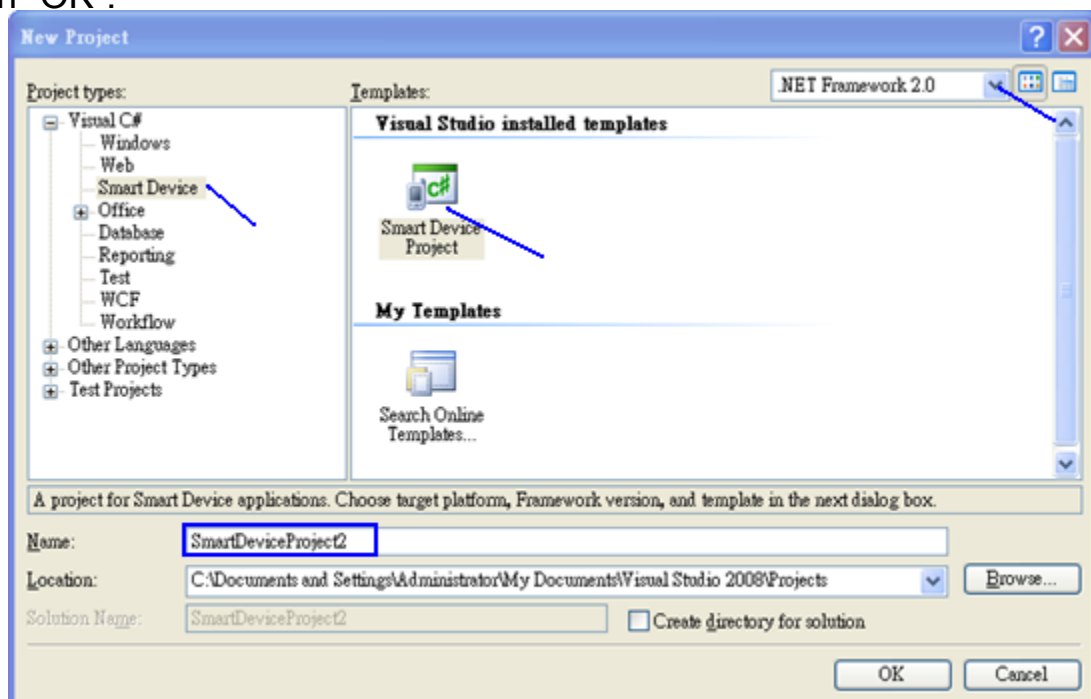 "OK".
New Project
Project types:
Templates:
.NET Framework 2.0
Visual C#
Windows
Web
Smart Device
Office
Database
Reporting
Test
WCF
Workflow
Other Languages
Other Project Types
Test Projects
Visual Studio installed templates
Smart Device
Project
My Templates
Search Online
Templates...
A project for Smart Device applications. Choose target platform, Framework version, and template in the next dialog box.
Name:
SmartDeviceProject2
Location:
C:\Documents and Settings\Administrator\My Documents\Visual Studio 2008\Projects
Browse...
Solution Name:
SmartDeviceProject2
Create directory for solution
OK
Cancel